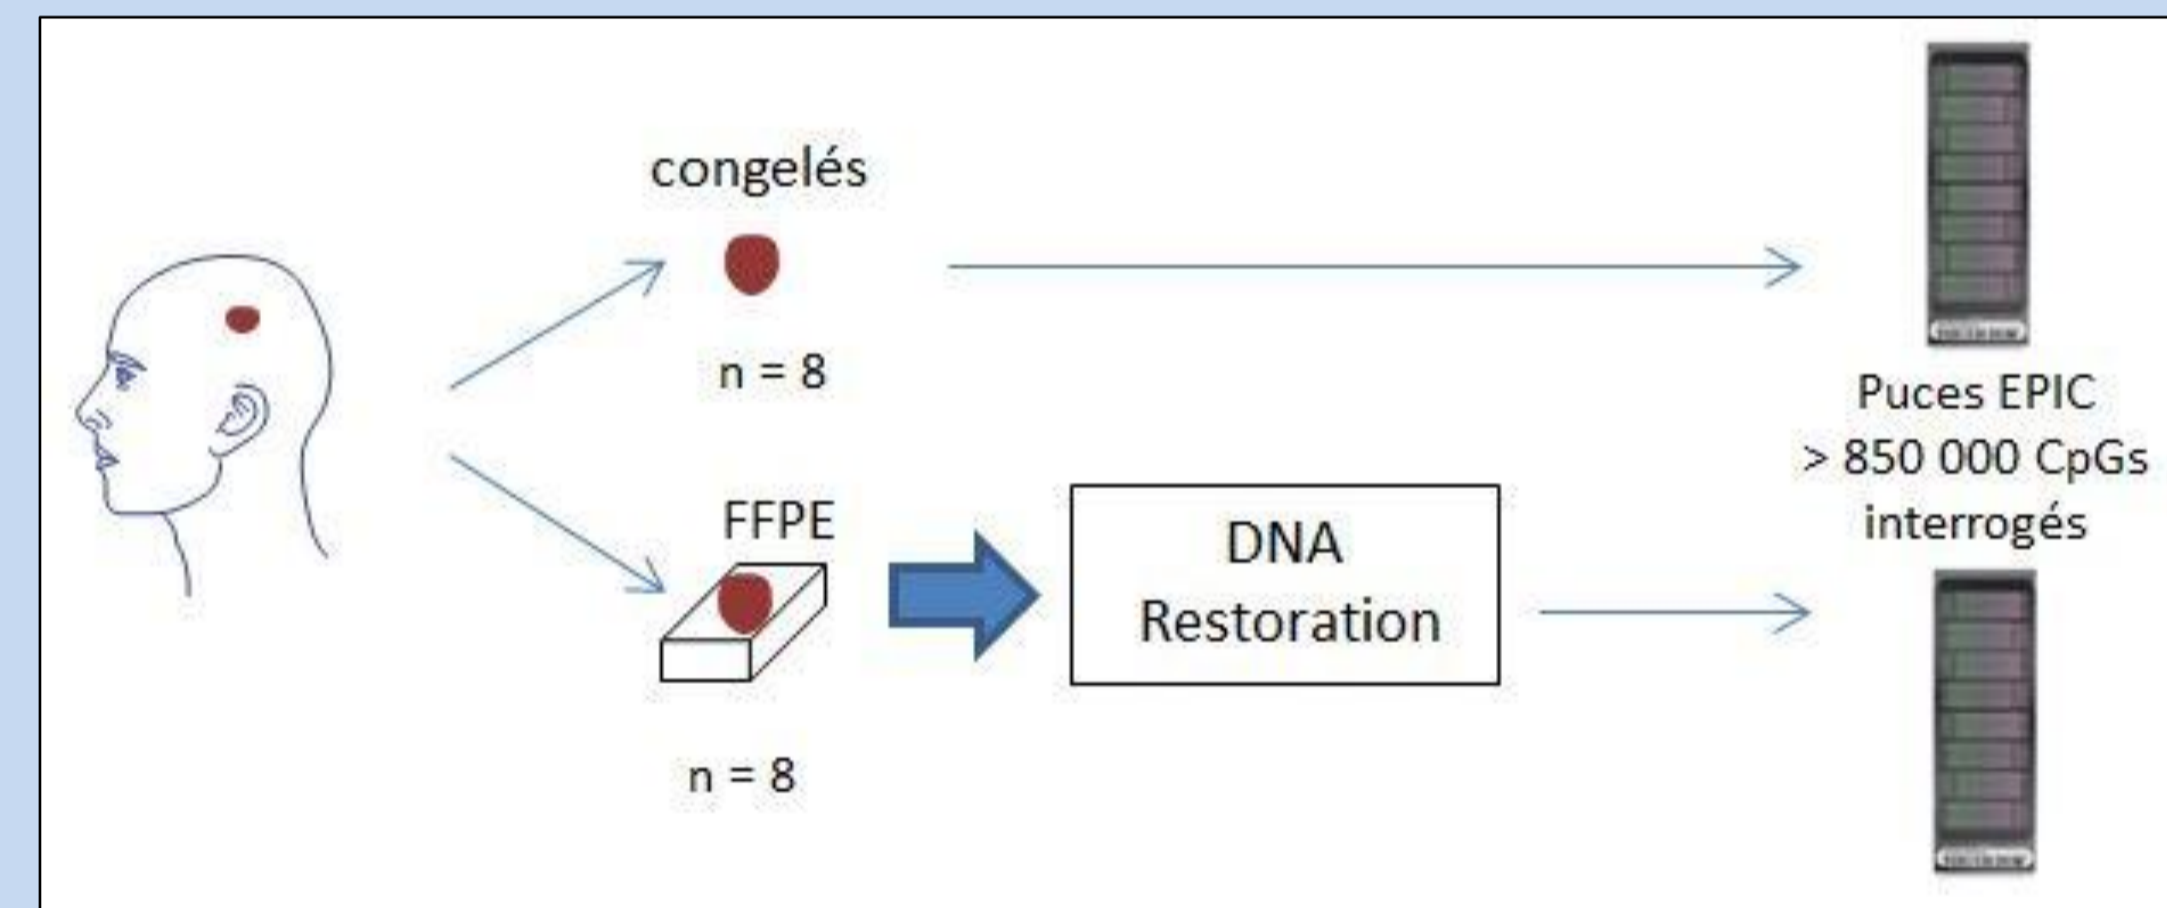 congelés
n = 8
FFPE
n = 8
DNA
Restoration
Puces EPIC
> 850 000 CpGs
interrogés